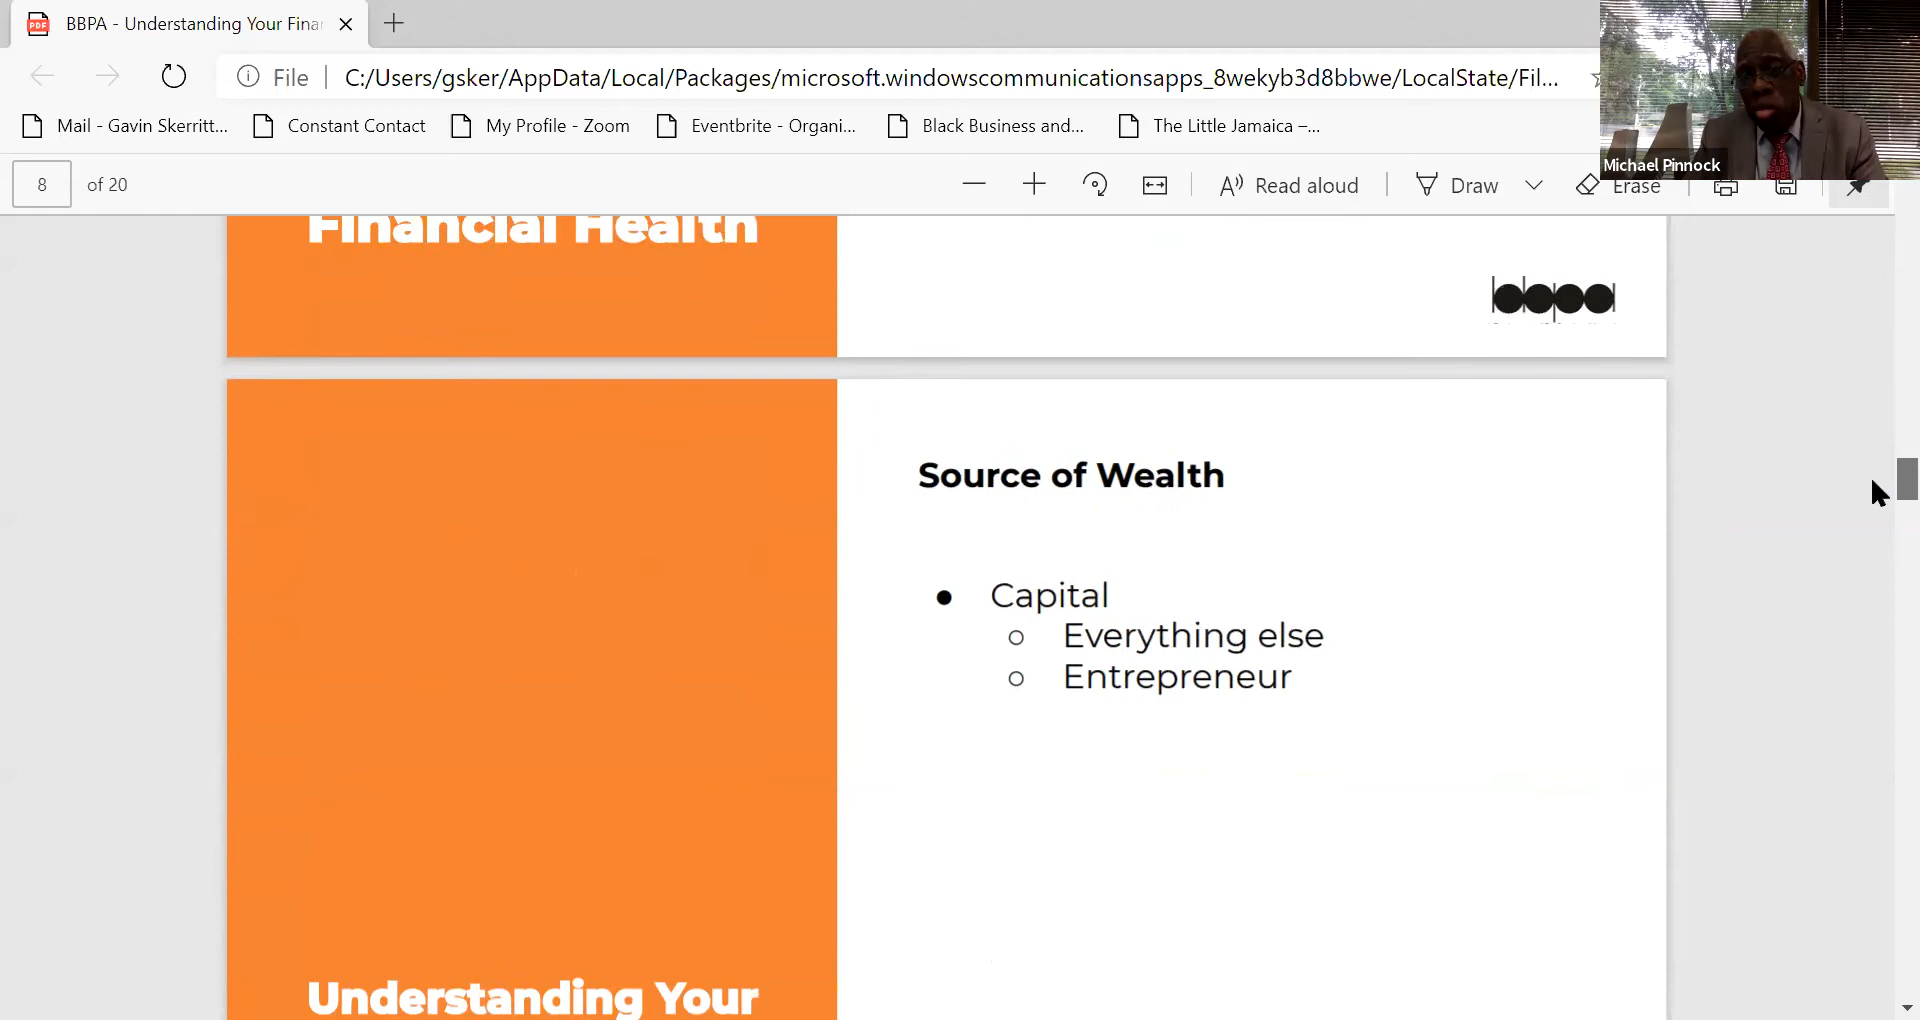 BBPA - Understanding Your Fina
File
C:/Users/gsker/AppData/Local/Packages/microsoft.windowscommunicationsapps_8wekyb3d8bbwe/LocalState/Fil...
Mail - Gavin Skerritt...
Constant Contact
My Profile - Zoom
Eventbrite - Organi...
Black Business and...
The Little Jamaica –...
Michael Pinnock
8 of 20
Read aloud
Draw
Erase
Financial Health
bbpa
Source of Wealth
Capital
Everything else
Entrepreneur
Understanding Your